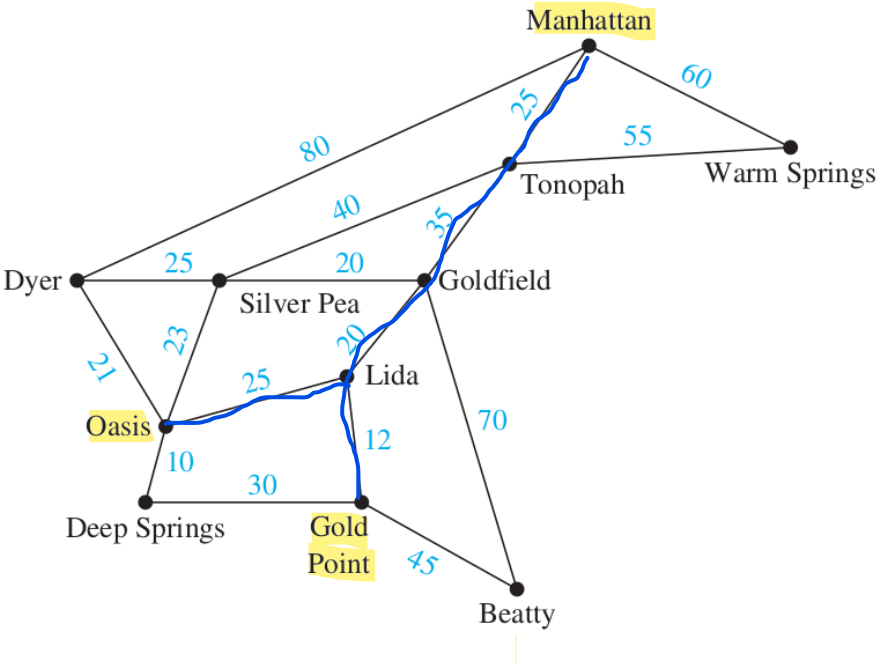 Manhattan
60
25
55
80
Warm Springs
Tonopah
40
35
Dyer
25
20
Goldfield
Silver Pea
23
20
21
25
Lida
Oasis
70
12
10
30
Deep Springs
Gold
Point
45
Beatty